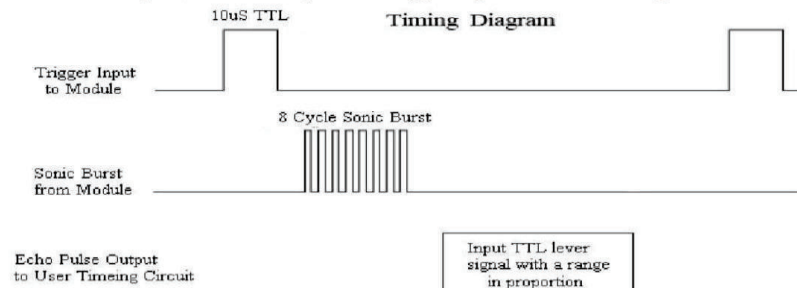 10uS TTL
Timing Diagram
Trigger Input
to Module
8 Cycle Sonic Burst
Sonic Burst
from Module
Echo Pulse Output
to User Timeing Circuit
Input TTL lever
signal with a range
in proportion